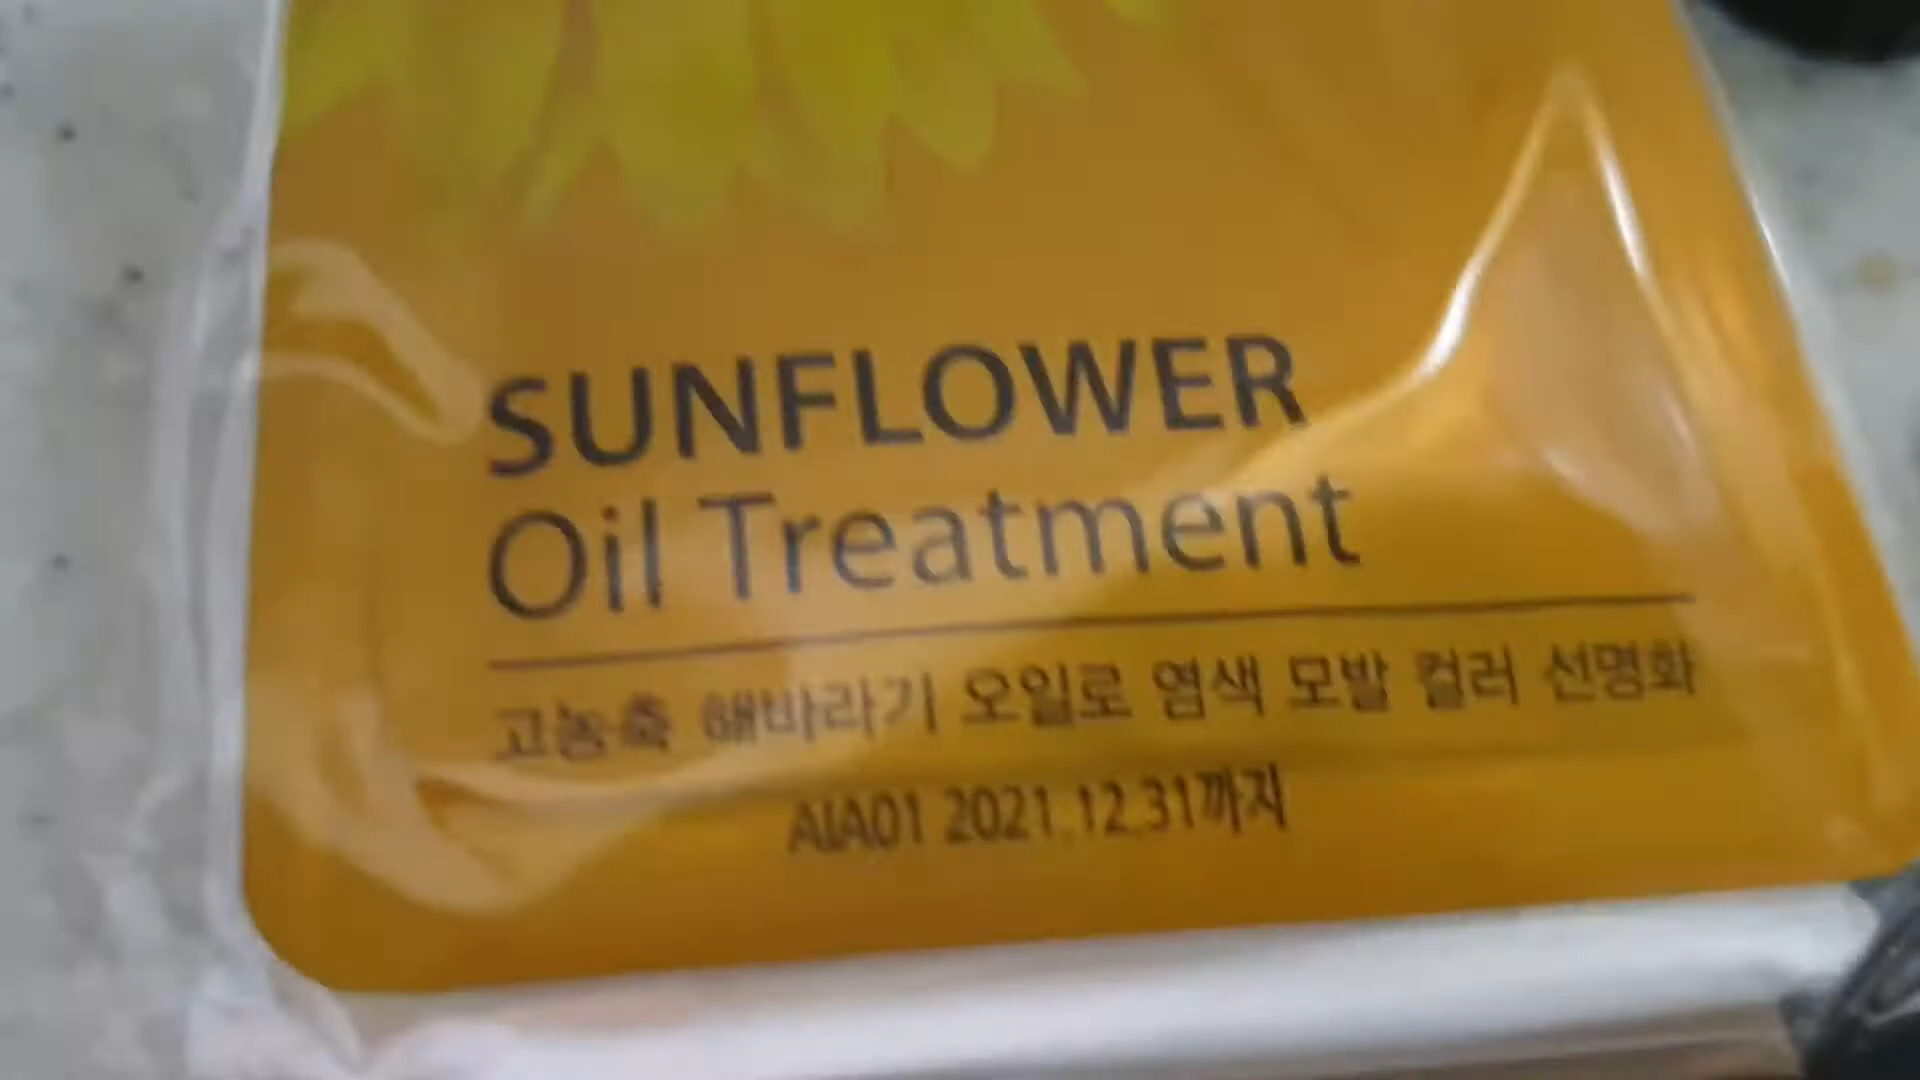 SUNFLOWER
Oil Treatment
고농축 해바라기 오일로 염색 모발 컬러 선명화
AIA01 2021.12.31까지